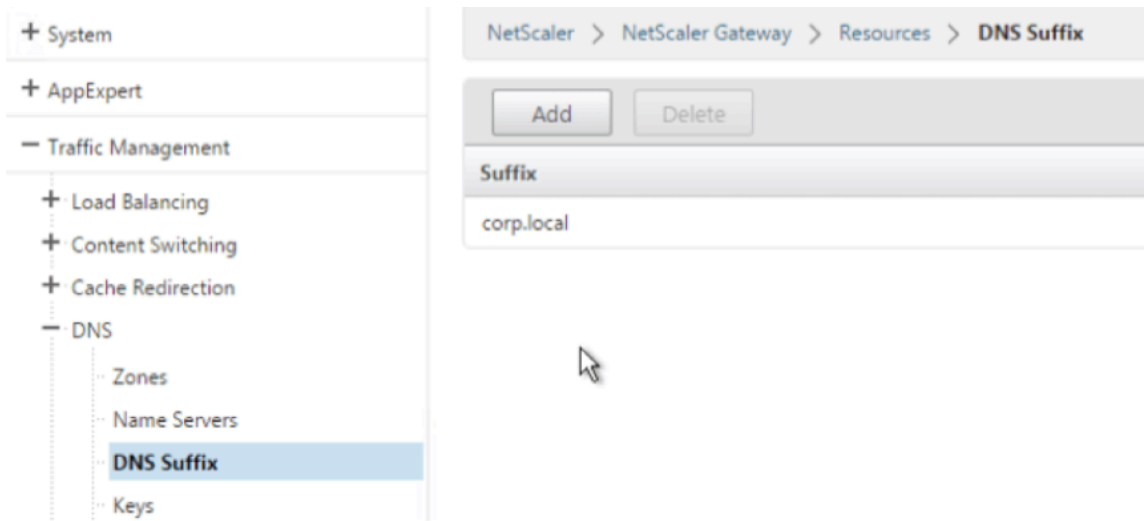 + System
+ AppExpert
− Traffic Management
+ Load Balancing
+ Content Switching
+ Cache Redirection
− DNS
Zones
Name Servers
DNS Suffix
Keys
NetScaler > NetScaler Gateway > Resources > DNS Suffix
Add Delete
Suffix
corp.local